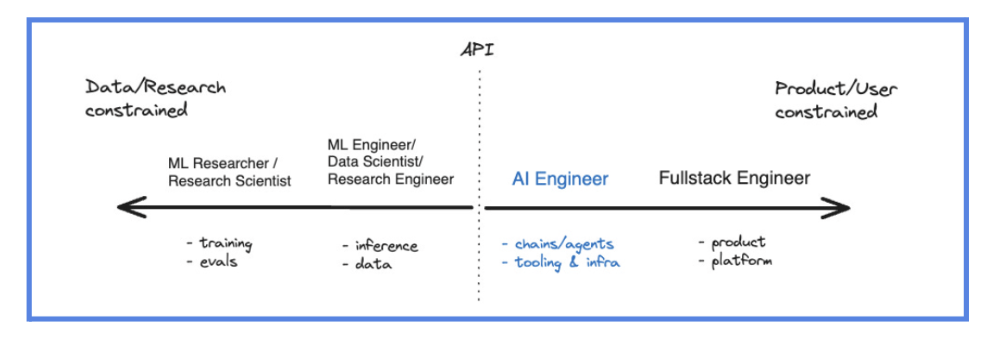 API
Data/Research
constrained
Product/User
constrained
ML Researcher /
Research Scientist
ML Engineer/
Data Scientist/
Research Engineer
AI Engineer
Fullstack Engineer
- training
- evals
- inference
- data
- chains/agents
- tooling & infra
- product
- platform